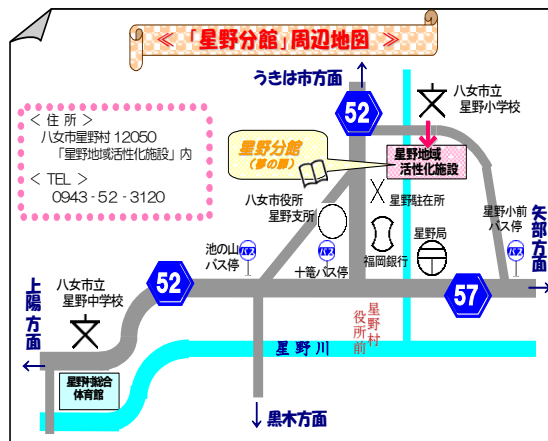 ≪「星野分館」周辺地図 ≫
うきは市方面
52
八女市立
星野小学校
＜ 住 所 ＞
八女市星野村12050
「星野地域活性化施設」内
＜ TEL ＞
0943 - 52 - 3120
星野分館
(夢の扉)
星野地域
活性化施設
八女市役所
星野支所
星野駐在所
星野小前
バス停
バス
矢部方面
池の山
バス停
バス
バス
十篭バス停
福岡銀行
星野局
上陽方面
八女市立
星野中学校
52
57
星野村
役所前
星野川
星野村総合
体育館
黒木方面